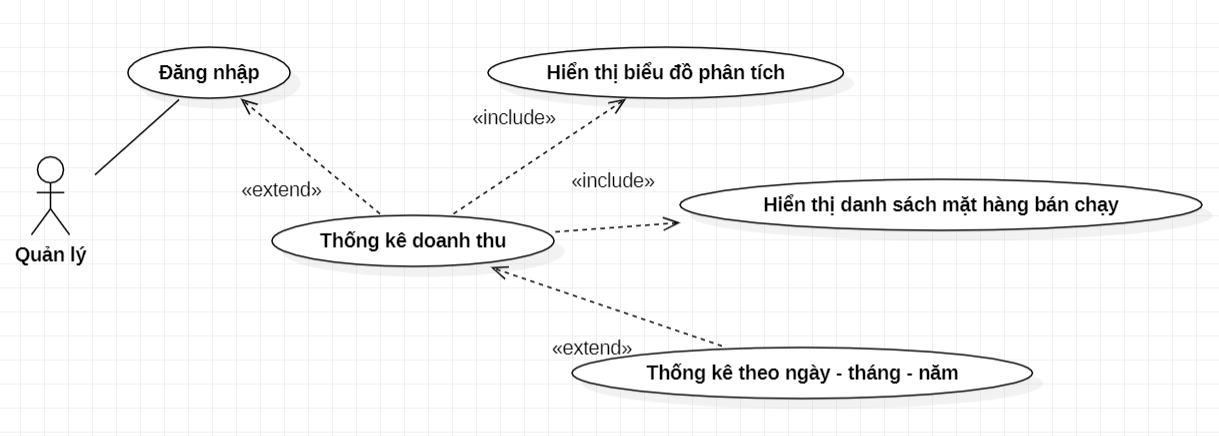 Đăng nhập
Hiển thị biểu đồ phân tích
«include»
«include»
«extend»
Hiển thị danh sách mặt hàng bán chạy
Thống kê doanh thu
Quản lý
«extend»
Thống kê theo ngày - tháng - năm